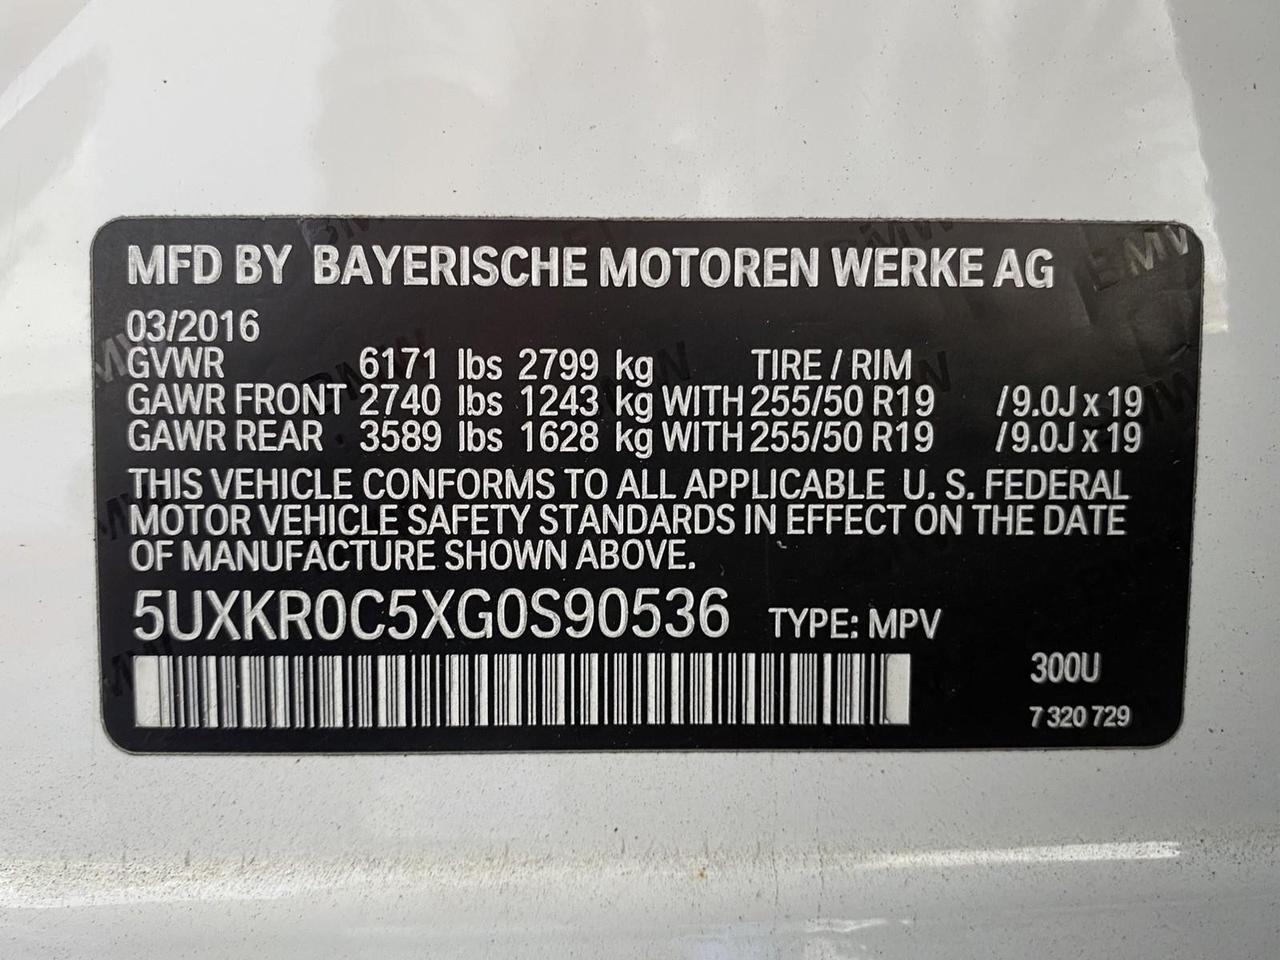 MFD BY BAYERISCHE MOTOREN WERKE AG
03/2016
GVWR 6171 lbs 2799 kg TIRE / RIM
GAWR FRONT 2740 lbs 1243 kg WITH 255/50 R19 /9.0J x 19
GAWR REAR 3589 lbs 1628 kg WITH 255/50 R19 /9.0J x 19
THIS VEHICLE CONFORMS TO ALL APPLICABLE U. S. FEDERAL
MOTOR VEHICLE SAFETY STANDARDS IN EFFECT ON THE DATE
OF MANUFACTURE SHOWN ABOVE.
5UXKR0C5XG0S90536 TYPE: MPV
300U
7 320 729